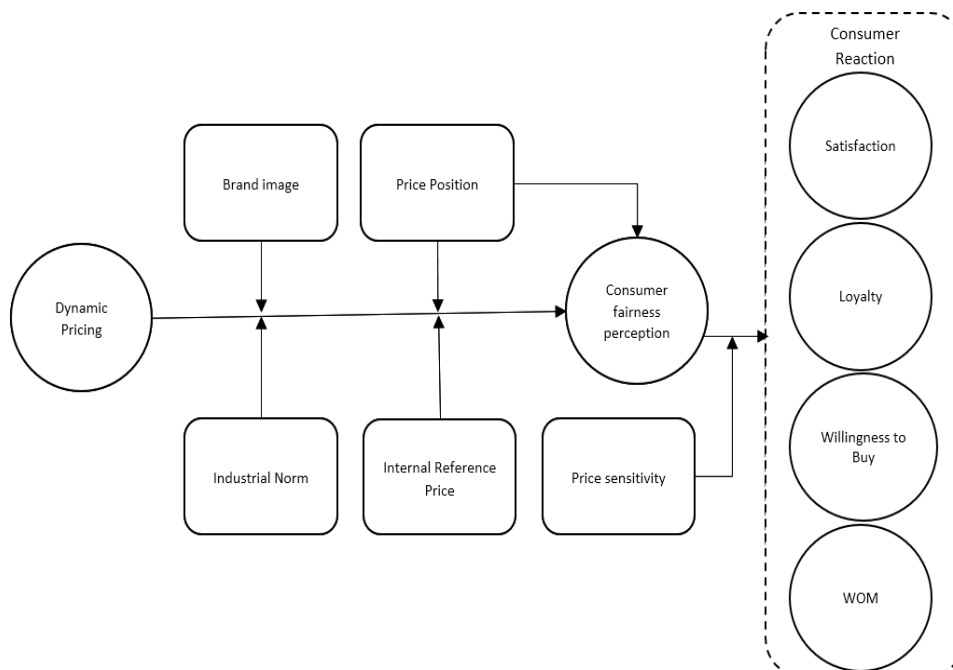 Consumer
Reaction
Satisfaction
Brand image
Price Position
Dynamic
Pricing
Consumer
fairness
perception
Loyalty
Industrial Norm
Internal Reference
Price
Price sensitivity
Willingness to
Buy
WOM